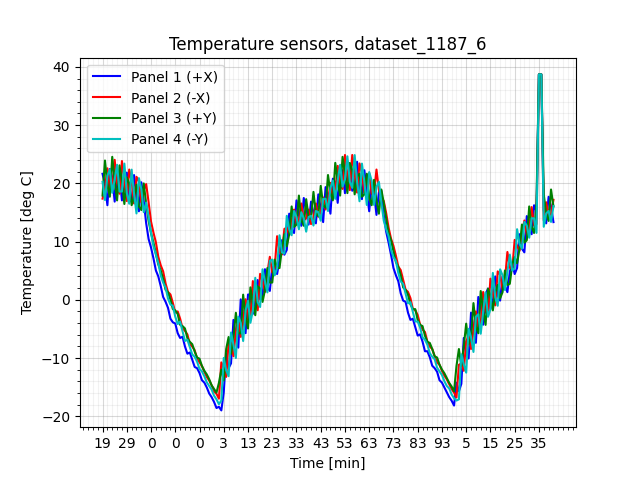 Temperature sensors, dataset_1187_6
Panel 1 (+X)
Panel 2 (-X)
Panel 3 (+Y)
Panel 4 (-Y)
Temperature [deg C]
40
30
20
10
0
−10
−20
19 29 0 0 0 3 13 23 33 43 53 63 73 83 93 5 15 25 35
Time [min]